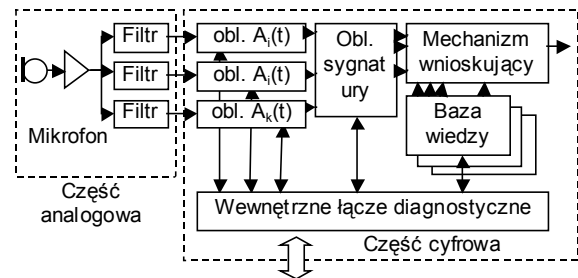 Filtr
obl. Ai(t)
Obl.
sygnat
ury
Mechanizm
wnioskujący
Filtr
obl. Ai(t)
Filtr
obl. Ak(t)
Mikrofon
Baza
wiedzy
Część
analogowa
Wewnętrzne łącze diagnostyczne
Część cyfrowa